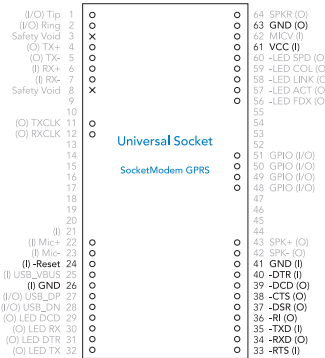 (I/O) Tip 1
(I/O) Ring 2
Safety Void 3
(O) TX+ 4
(O) TX- 5
(I) RX+ 6
(I) RX- 7
Safety Void 8
9
10
(O) TXCLK 11
(O) RXCLK 12
13
14
15
16
17
18
19
20
(I) 21
(I) Mic+ 22
(I) Mic- 23
(I) -Reset 24
(I) USB_VBUS 25
(I) GND 26
(I/O) USB_DP 27
(I/O) USB_DN 28
(O) LED DCD 29
(O) LED RX 30
(O) LED DTR 31
(O) LED TX 32
Universal Socket
SocketModem GPRS
64 SPKR (O)
63 GND (O)
62 MICV (I)
61 VCC (I)
60 -LED SPD (O
59 -LED COL (O
58 -LED LINK (O
57 -LED ACT (O
56 -LED FDX (O
55
54
53
52
51 GPIO (I/O)
50 GPIO (I/O)
49 GPIO (I/O)
48 GPIO (I/O)
47
46
45
44
43 SPK+ (O)
42 SPK- (O)
41 GND (I)
40 -DTR (I)
39 -DCD (O)
38 -CTS (O)
37 -DSR (O)
36 -RI (O)
35 -TXD (I)
34 -RXD (O)
33 -RTS (I)